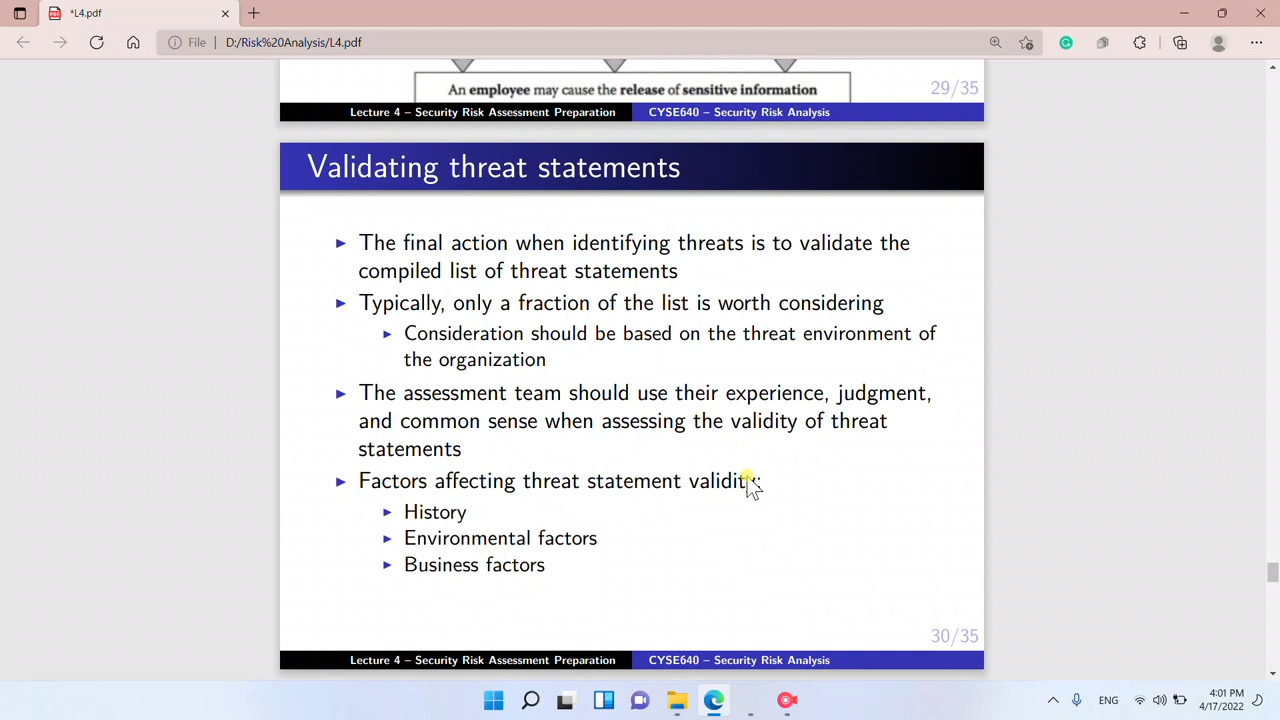 *L4.pdf
File
D:/Risk%20Analysis/L4.pdf
An employee may cause the release of sensitive information
29/35
Lecture 4 – Security Risk Assessment Preparation
CYSE640 – Security Risk Analysis
Validating threat statements
The final action when identifying threats is to validate the
compiled list of threat statements
Typically, only a fraction of the list is worth considering
Consideration should be based on the threat environment of
the organization
The assessment team should use their experience, judgment,
and common sense when assessing the validity of threat
statements
Factors affecting threat statement validity:
History
Environmental factors
Business factors
30/35
Lecture 4 – Security Risk Assessment Preparation
CYSE640 – Security Risk Analysis
ENG
4:01 PM
4/17/2022